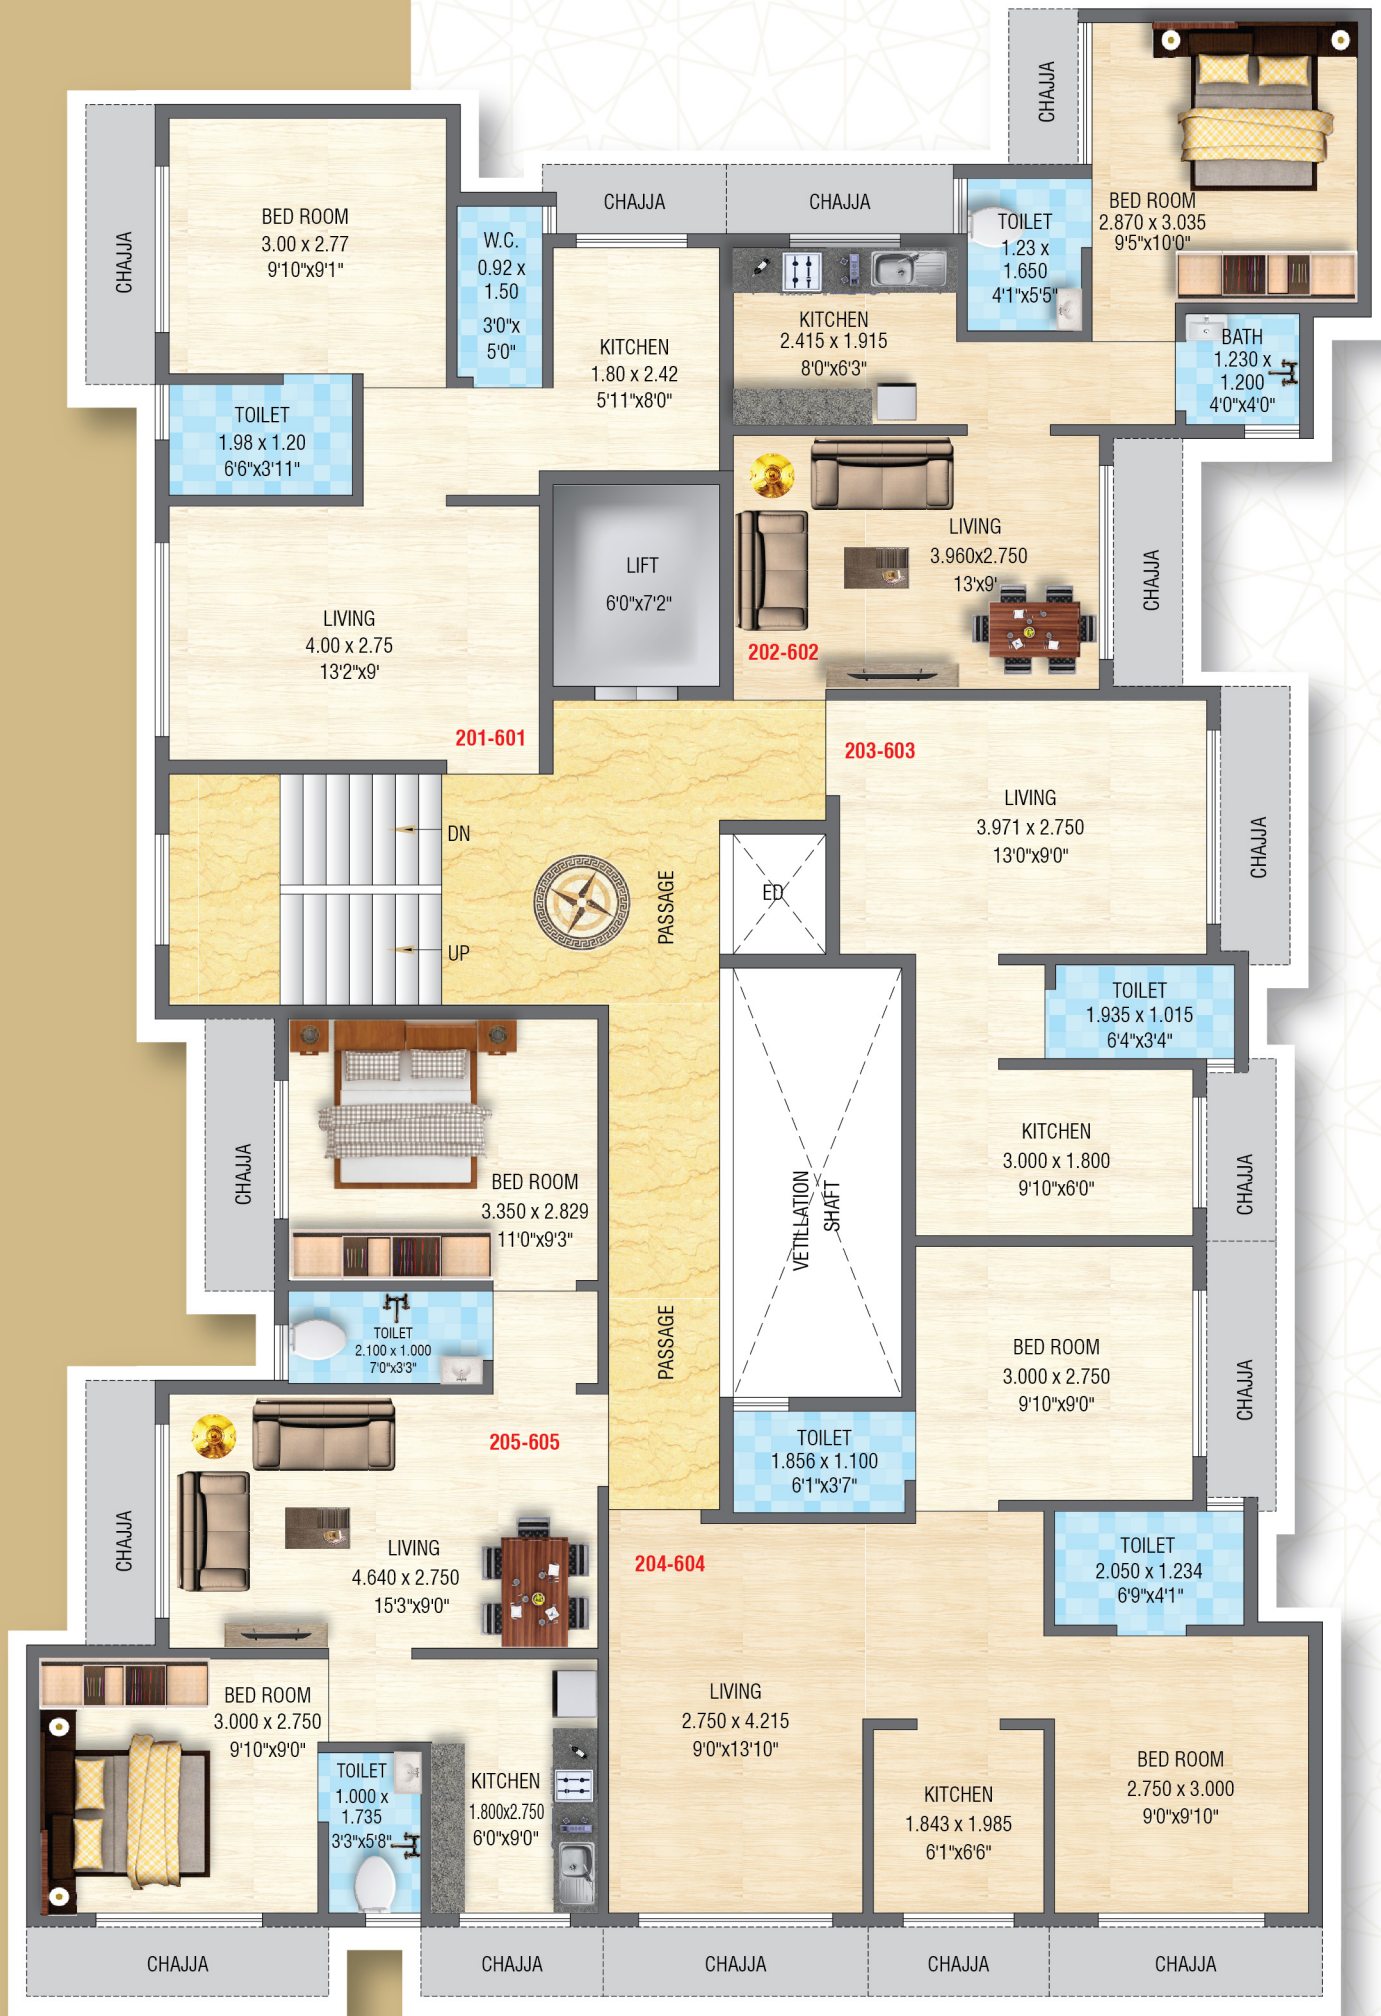 CHAJJA
BED ROOM
2.870 x 3.035
9'5"x10'0"
CHAJJA
BED ROOM
3.00 x 2.77
9'10"x9'1"
W.C.
0.92 x
1.50
3'0"x
5'0"
CHAJJA
CHAJJA
TOILET
1.23 x
1.650
4'1"x5'5"
KITCHEN
1.80 x 2.42
5'11"x8'0"
KITCHEN
2.415 x 1.915
8'0"x6'3"
BATH
1.230 x
1.200
4'0"x4'0"
TOILET
1.98 x 1.20
6'6"x3'11"
LIFT
6'0"x7'2"
LIVING
3.960x2.750
13'x9'
202-602
CHAJJA
LIVING
4.00 x 2.75
13'2"x9'
201-601
203-603
LIVING
3.971 x 2.750
13'0"x9'0"
CHAJJA
DN
UP
PASSAGE
ED
TOILET
1.935 x 1.015
6'4"x3'4"
VETILLATION
SHAFT
KITCHEN
3.000 x 1.800
9'10"x6'0"
CHAJJA
CHAJJA
BED ROOM
3.350 x 2.829
11'0"x9'3"
TOILET
2.100 x 1.000
7'0"x3'3"
PASSAGE
BED ROOM
3.000 x 2.750
9'10"x9'0"
CHAJJA
TOILET
1.856 x 1.100
6'1"x3'7"
205-605
CHAJJA
LIVING
4.640 x 2.750
15'3"x9'0"
204-604
TOILET
2.050 x 1.234
6'9"x4'1"
BED ROOM
3.000 x 2.750
9'10"x9'0"
TOILET
1.000 x
1.735
3'3"x5'8"
KITCHEN
1.800x2.750
6'0"x9'0"
LIVING
2.750 x 4.215
9'0"x13'10"
KITCHEN
1.843 x 1.985
6'1"x6'6"
BED ROOM
2.750 x 3.000
9'0"x9'10"
CHAJJA
CHAJJA
CHAJJA
CHAJJA
CHAJJA